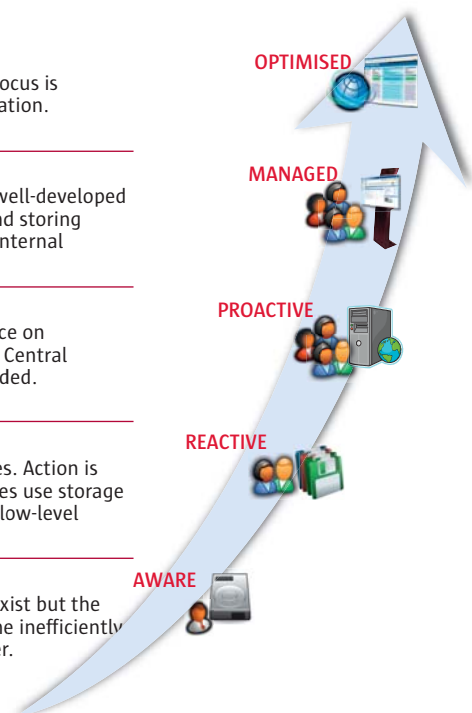 OPTIMISED
ocus is
ation.
MANAGED
well-developed
nd storing
nternal
PROACTIVE
ce on
Central
ded.
REACTIVE
es. Action is
es use storage
low-level
AWARE
xist but the
ne inefficiently
er.